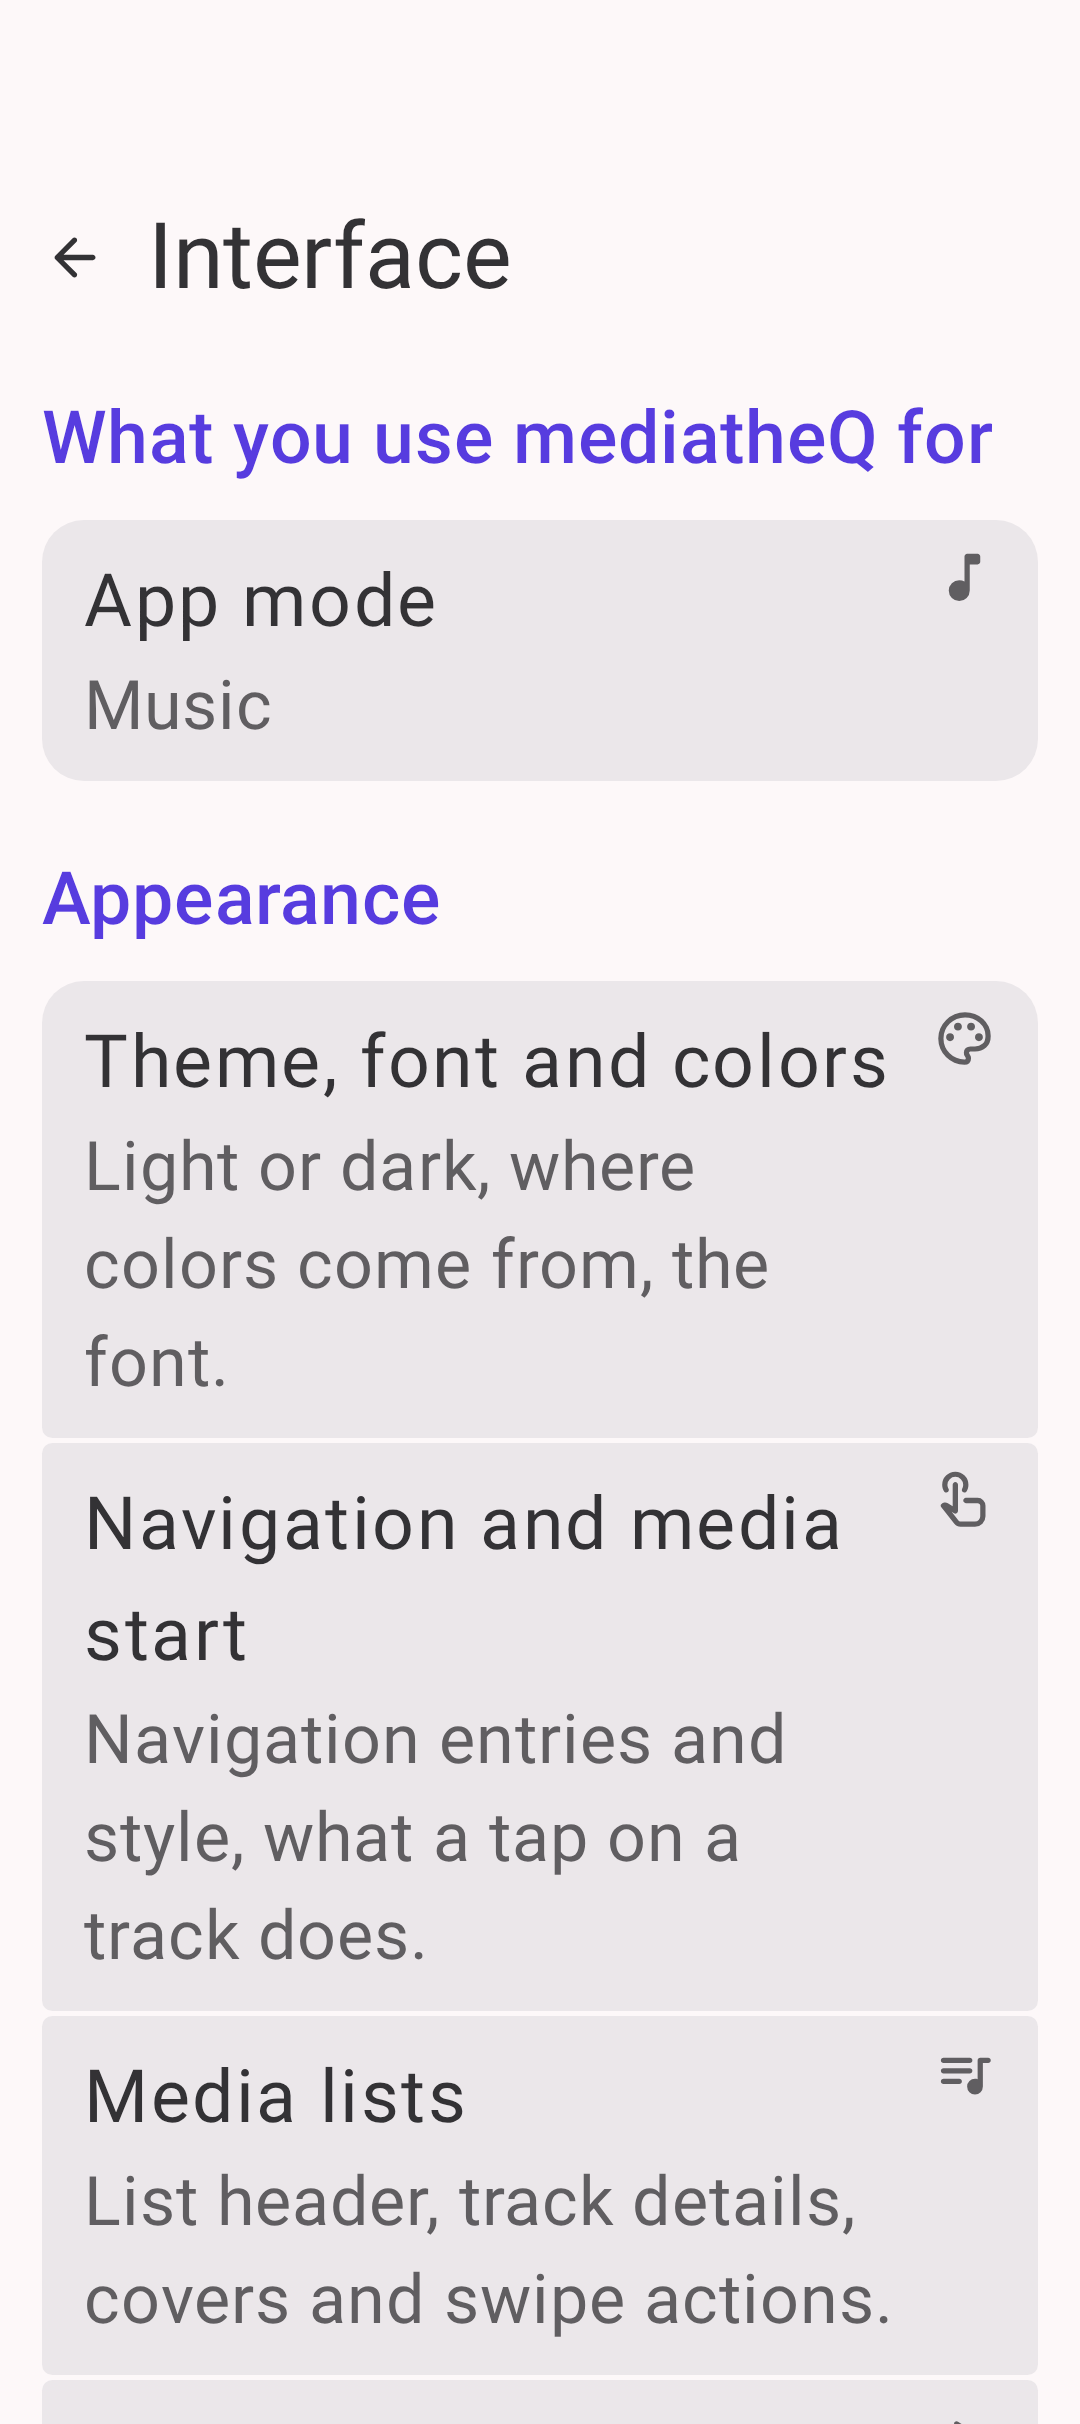 Interface
What you use mediatheQ for
App mode
Music
Appearance
Theme, font and colors
Light or dark, where
colors come from, the
font.
Navigation and media
start
Navigation entries and
style, what a tap on a
track does.
Media lists
List header, track details,
covers and swipe actions.